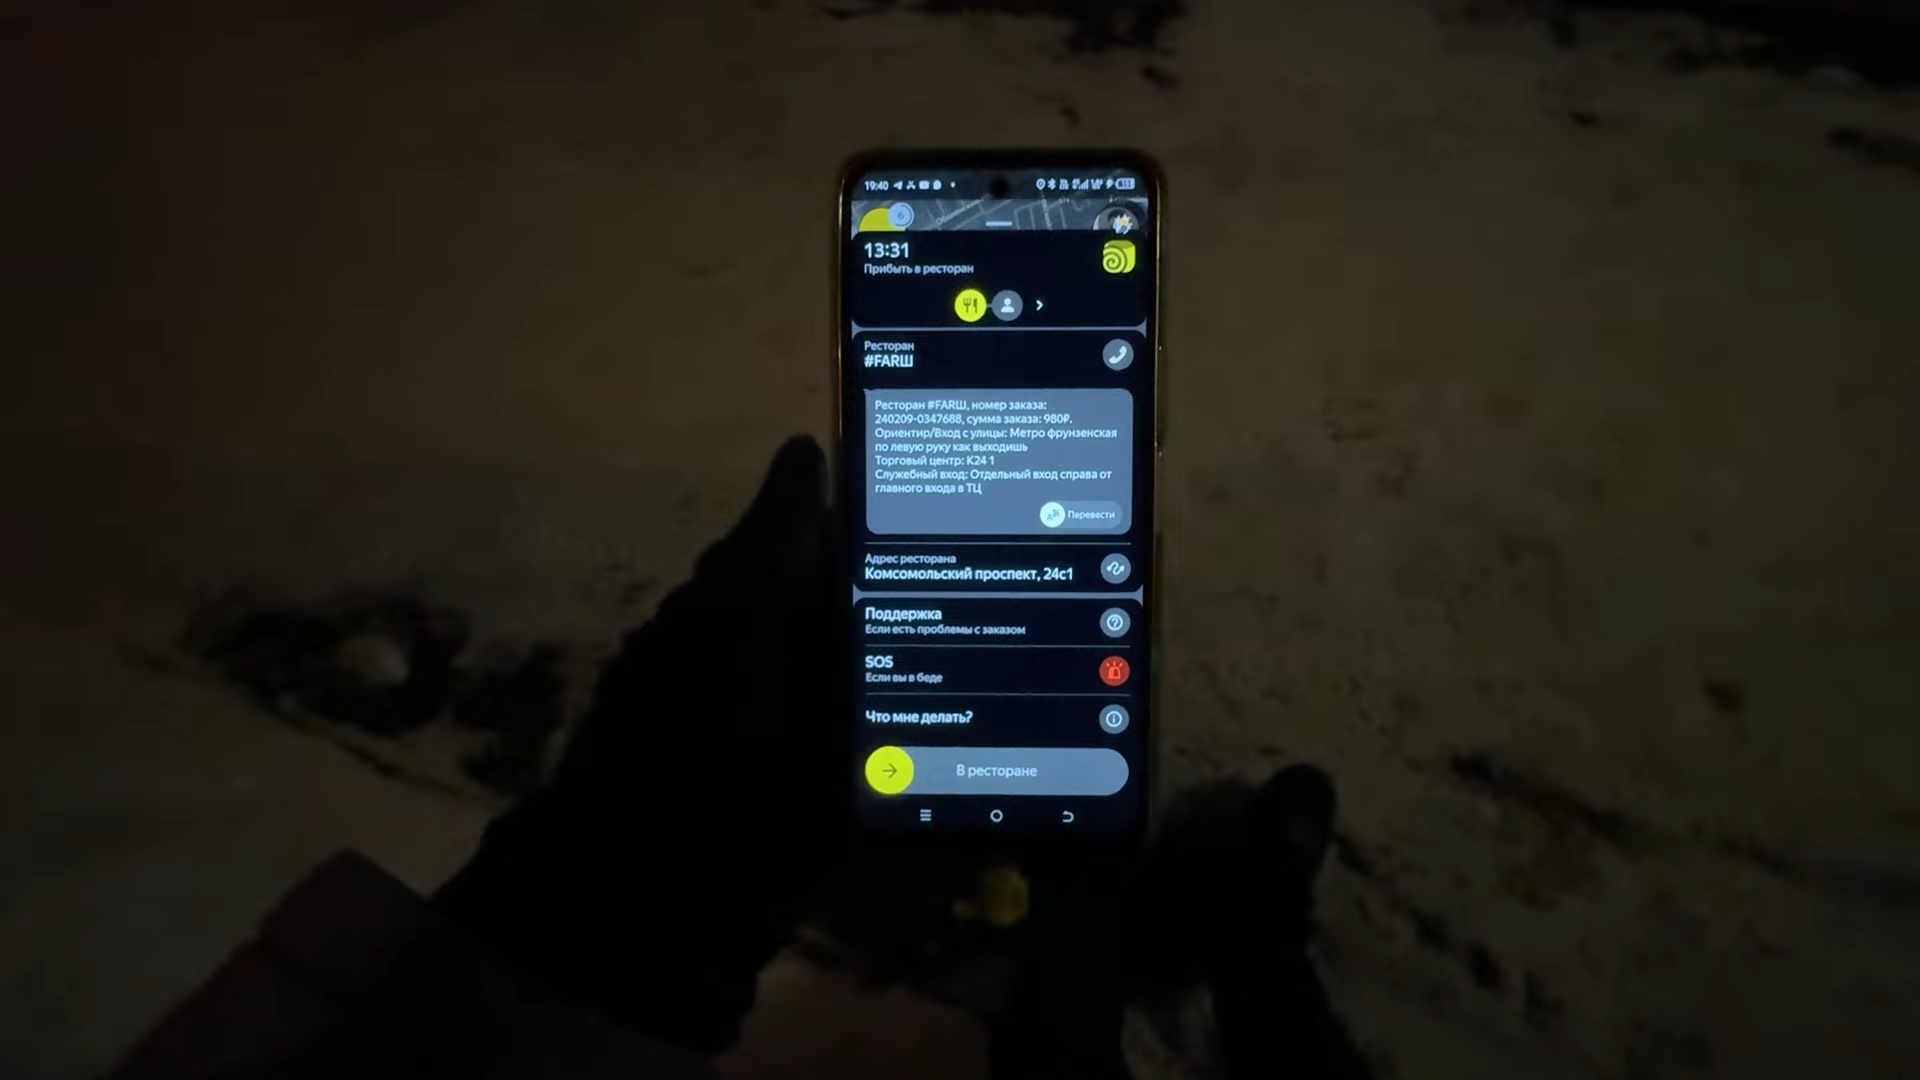 19:40
6
13:31
Прибыть в ресторан
Ресторан
#FARШ
Ресторан #FARШ, номер заказа:
240209-0347688, сумма заказа: 980₽.
Ориентир/Вход с улицы: Метро фрунзенская
по левую руку как выходишь
Торговый центр: К24 1
Служебный вход: Отдельный вход справа от
главного входа в ТЦ
Перевести
Адрес ресторана
Комсомольский проспект, 24с1
Поддержка
Если есть проблемы с заказом
SOS
Если вы в беде
Что мне делать?
В ресторане